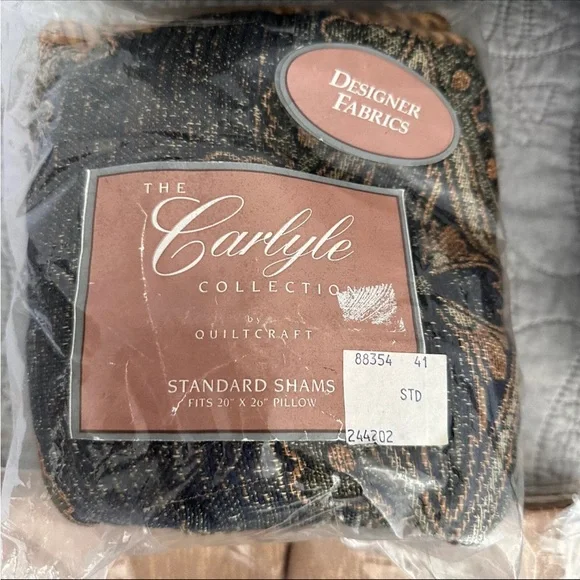 DESIGNER
FABRICS
THE
Carlyle
COLLECTIO
by
QUILTCRAFT
STANDARD SHAMS
FITS 20" X 26" PILLOW
88354 41
STD
244202